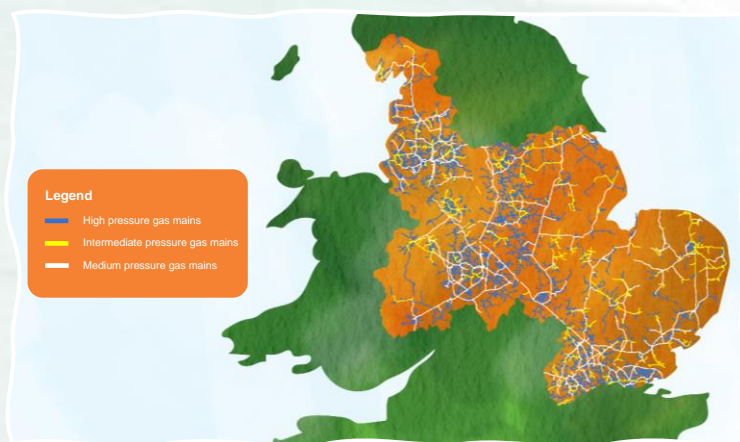 Legend
High pressure gas mains
Intermediate pressure gas mains
Medium pressure gas mains